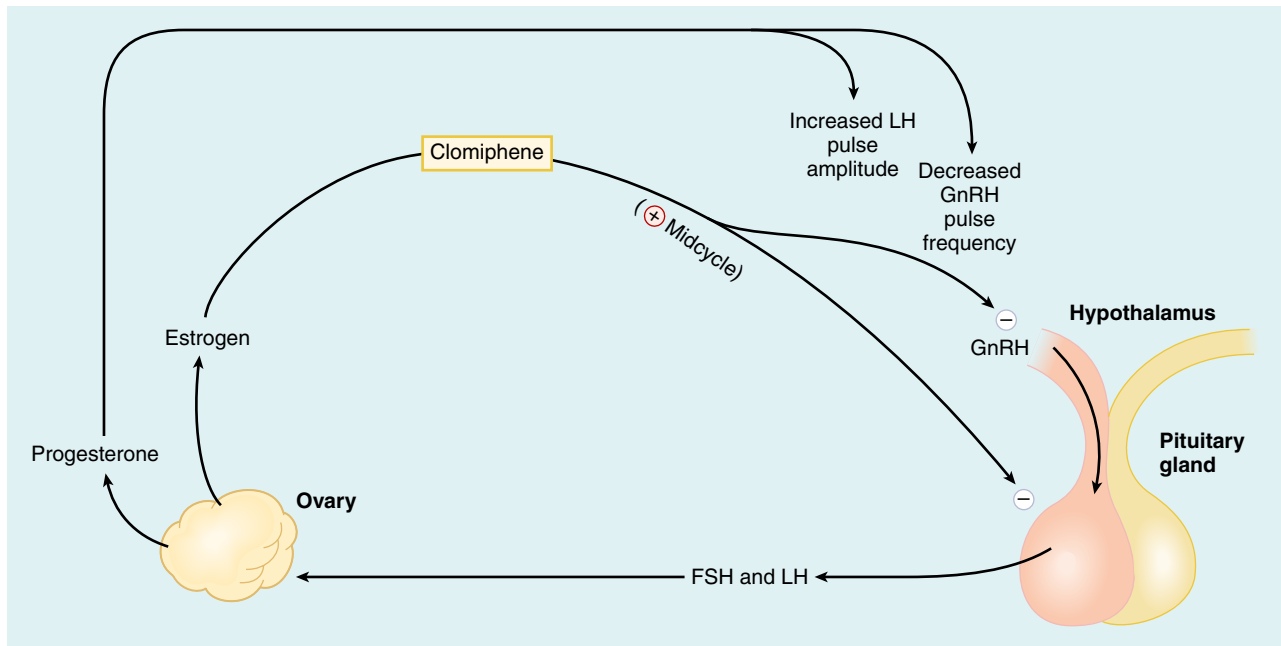 Increased LH
pulse
amplitude
Decreased
GnRH
pulse
frequency
Clomiphene
(+ Midcycle)
Estrogen
− 
GnRH
Hypothalamus
Progesterone
Pituitary
gland
Ovary
−
FSH and LH